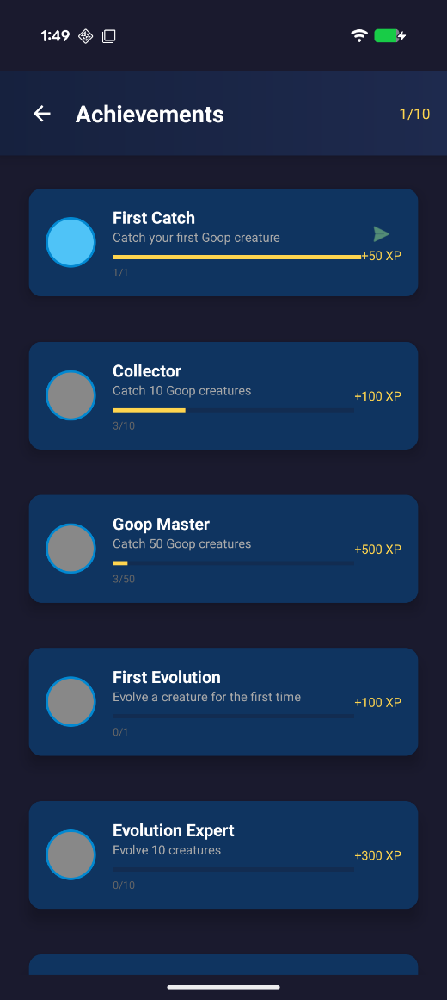 1:49
Achievements
1/10
First Catch
Catch your first Goop creature
+50 XP
1/1
Collector
Catch 10 Goop creatures
+100 XP
3/10
Goop Master
Catch 50 Goop creatures
+500 XP
3/50
First Evolution
Evolve a creature for the first time
+100 XP
0/1
Evolution Expert
Evolve 10 creatures
+300 XP
0/10